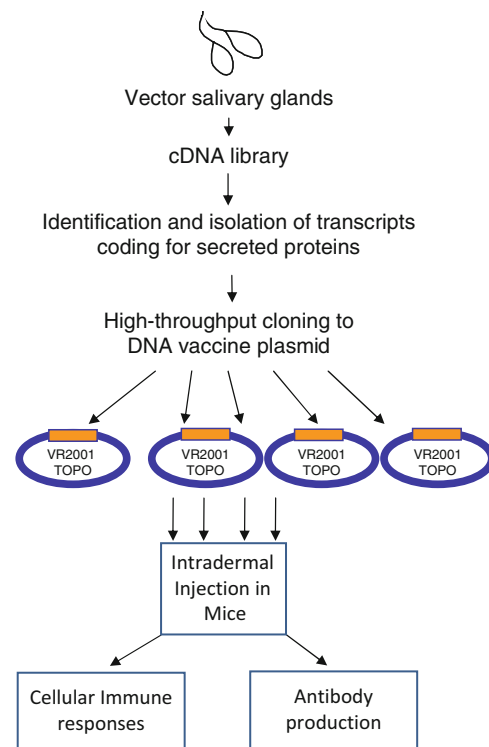 Vector salivary glands
cDNA library
Identification and isolation of transcripts
coding for secreted proteins
High-throughput cloning to
DNA vaccine plasmid
VR2001
TOPO
VR2001
TOPO
VR2001
TOPO
VR2001
TOPO
Intradermal
Injection in
Mice
Cellular Immune
responses
Antibody
production